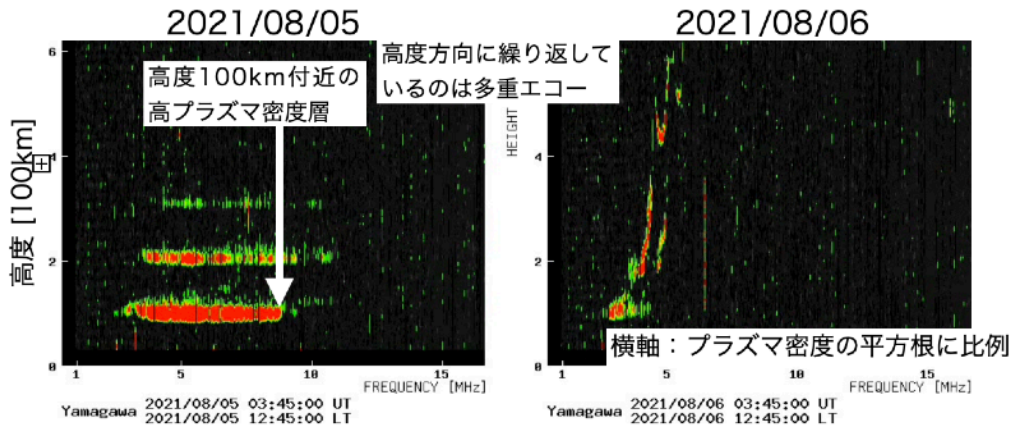 2021/08/05
2021/08/06
高度方向に繰り返して
いるのは多重エコー
高度100km付近の
高プラズマ密度層
6
4
2
0
高度 [100km]
1
5
10
15
FREQUENCY [MHz]
Yamagawa 2021/08/05 03:45:00 UT
2021/08/05 12:45:00 LT
HEIGHT
6
4
2
0
横軸：プラズマ密度の平方根に比例
1
5
10
15
FREQUENCY [MHz]
Yamagawa 2021/08/06 03:45:00 UT
2021/08/06 12:45:00 LT